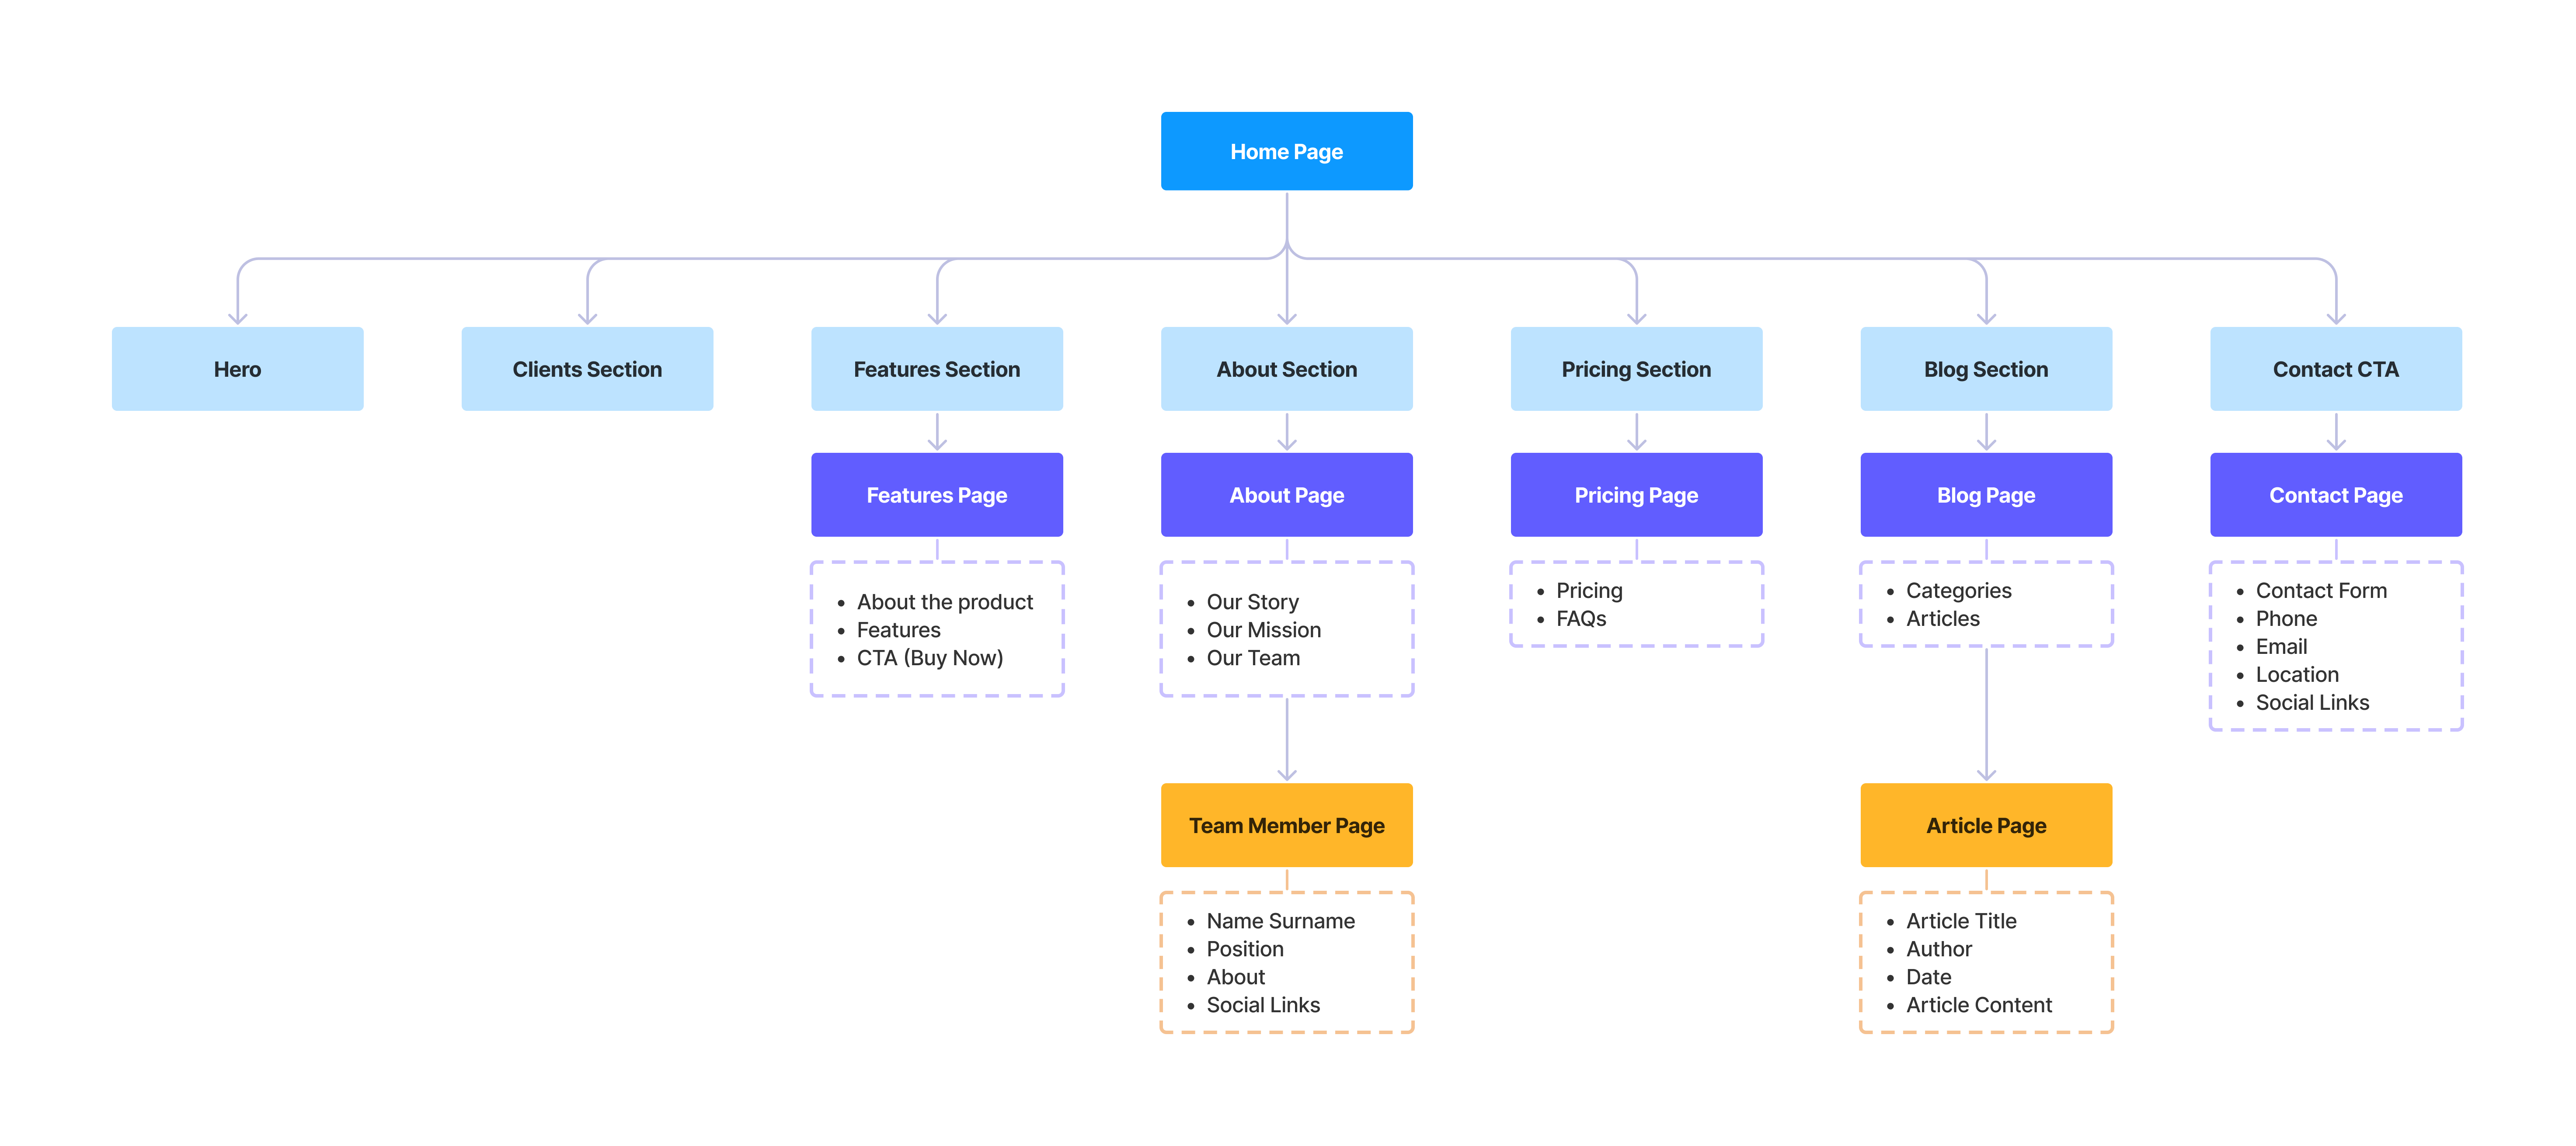 Home Page
Hero
Clients Section
Features Section
About Section
Pricing Section
Blog Section
Contact CTA
Features Page
About Page
Pricing Page
Blog Page
Contact Page
• About the product
• Features
• CTA (Buy Now)
• Our Story
• Our Mission
• Our Team
• Pricing
• FAQs
• Categories
• Articles
• Contact Form
• Phone
• Email
• Location
• Social Links
Team Member Page
Article Page
• Name Surname
• Position
• About
• Social Links
• Article Title
• Author
• Date
• Article Content